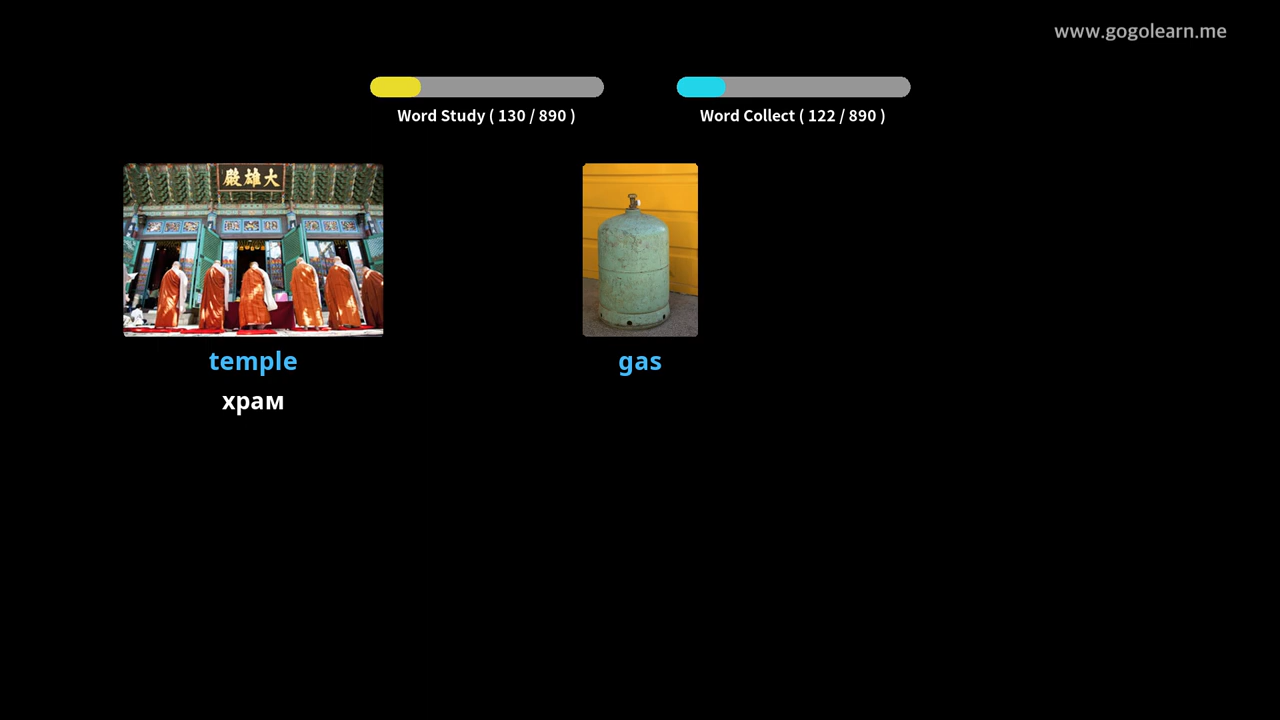 www.gogolearn.me
Word Study ( 130 / 890 )
Word Collect ( 122 / 890 )
殿雄大
temple
gas
храм